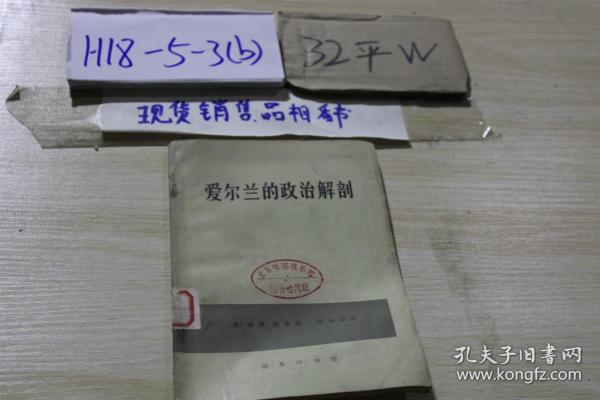 H18-5-3(b)
32平W
现货销售.品相看书
爱尔兰的政治解剖
商务印书馆
孔夫子旧书网
www.kongfz.com